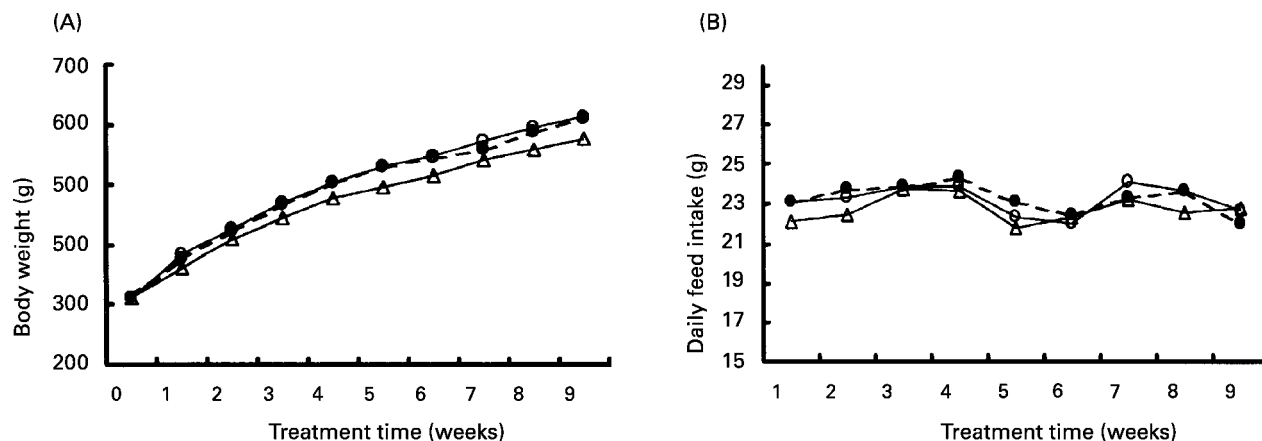 (A)
700
600
500
500
300
200
Body weight (g)
0 1 2 3 4 5 6 7 8 9
Treatment time (weeks)
(B)
29
27
25
23
21
19
17
15
Daily feed intake (g)
1 2 3 4 5 6 7 8 9
Treatment time (weeks)